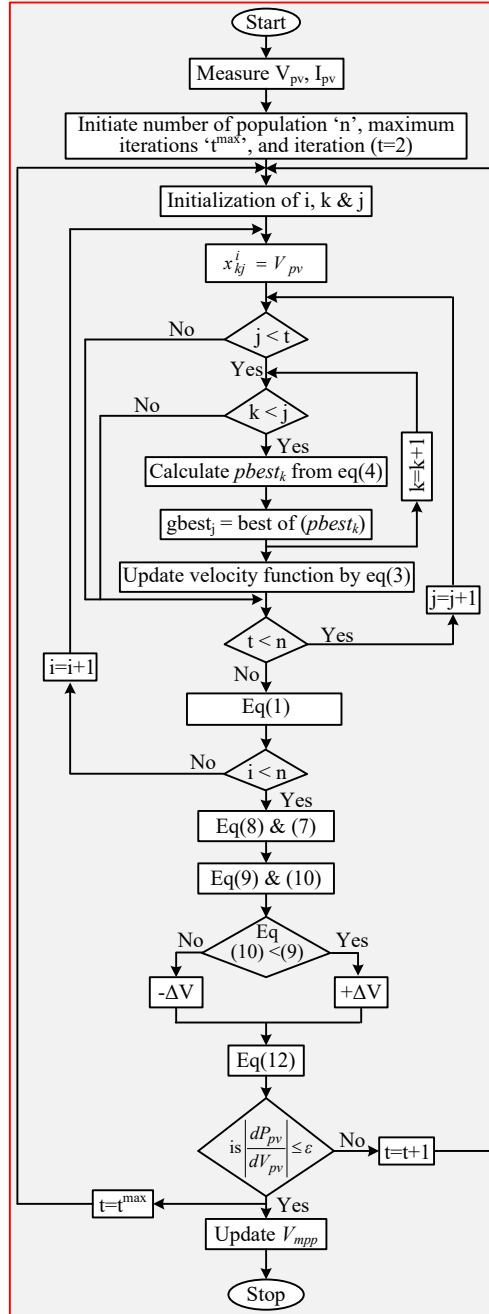 Start
Measure V_pv, I_pv
Initiate number of population ‘n’, maximum
iterations ‘t^max’, and iteration (t=2)
Initialization of i, k & j
x^i_kj = V_pv
No
j < t
Yes
No
k < j
Yes
k=k+1
Calculate pbest_k from eq(4)
gbest_j = best of (pbest_k)
Update velocity function by eq(3)
j=j+1
t < n
Yes
i=i+1
No
Eq(1)
No
i < n
Yes
Eq(8) & (7)
Eq(9) & (10)
No
Eq
(10) <(9)
Yes
-ΔV
+ΔV
Eq(12)
is |dP_pv/dV_pv| ≤ ε
No
t=t+1
t=t^max
Yes
Update V_mpp
Stop